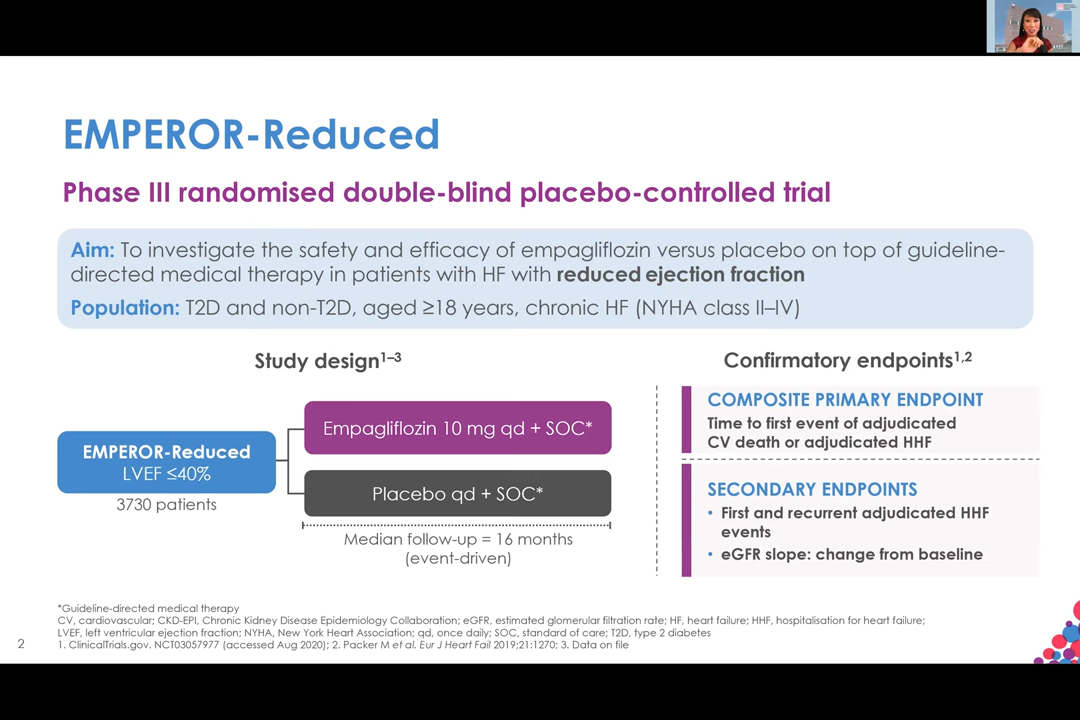 EMPEROR-Reduced
Phase III randomised double-blind placebo-controlled trial
Aim: To investigate the safety and efficacy of empagliflozin versus placebo on top of guideline-
directed medical therapy in patients with HF with reduced ejection fraction
Population: T2D and non-T2D, aged ≥18 years, chronic HF (NYHA class II–IV)
Study design1–3
EMPEROR-Reduced
LVEF ≤40%
3730 patients
Empagliflozin 10 mg qd + SOC*
Placebo qd + SOC*
Median follow-up = 16 months
(event-driven)
Confirmatory endpoints1,2
COMPOSITE PRIMARY ENDPOINT
Time to first event of adjudicated
CV death or adjudicated HHF
SECONDARY ENDPOINTS
• First and recurrent adjudicated HHF
events
• eGFR slope: change from baseline
*Guideline-directed medical therapy
CV, cardiovascular; CKD-EPI, Chronic Kidney Disease Epidemiology Collaboration; eGFR, estimated glomerular filtration rate; HF, heart failure; HHF, hospitalisation for heart failure;
LVEF, left ventricular ejection fraction; NYHA, New York Heart Association; qd, once daily; SOC, standard of care; T2D, type 2 diabetes
1. ClinicalTrials.gov. NCT03057977 (accessed Aug 2020); 2. Packer M et al. Eur J Heart Fail 2019;21:1270; 3. Data on file
2